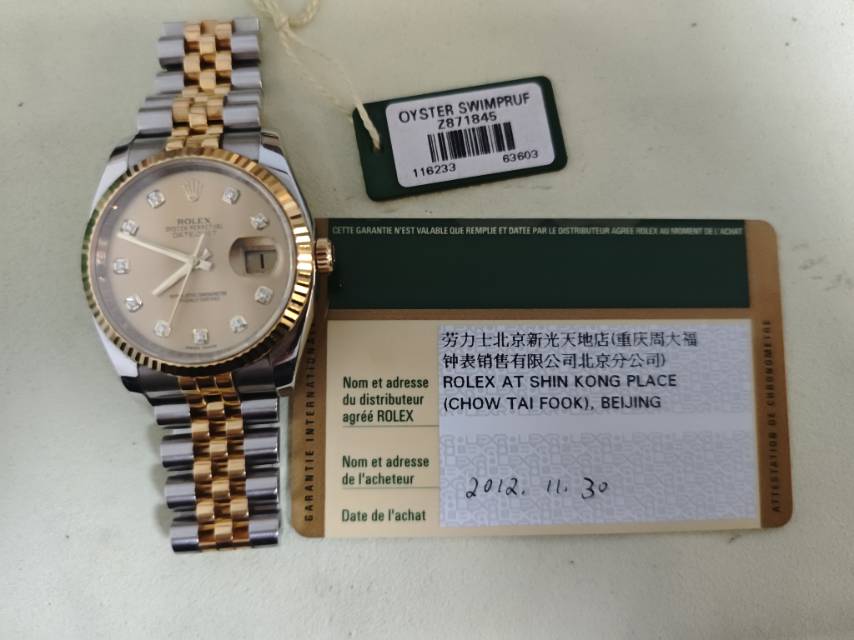 OYSTER SWIMPRUF
Z871845
116233 63603
ROLEX
OYSTER PERPETUAL
DATEJUST
CETTE GARANTIE N'EST VALABLE QUE REMPLIE ET DATEE PAR LE DISTRIBUTEUR AGREE ROLEX AU MOMENT DE L'ACHAT
GARANTIE INTERNATIONALE
劳力士北京新光天地店(重庆周大福
钟表销售有限公司北京分公司)
ROLEX AT SHIN KONG PLACE
(CHOW TAI FOOK), BEIJING
Nom et adresse
du distributeur
agréé ROLEX
Nom et adresse
de l'acheteur
2012. 11. 30
Date de l'achat
ATTESTATION DE CHRONOMETRE